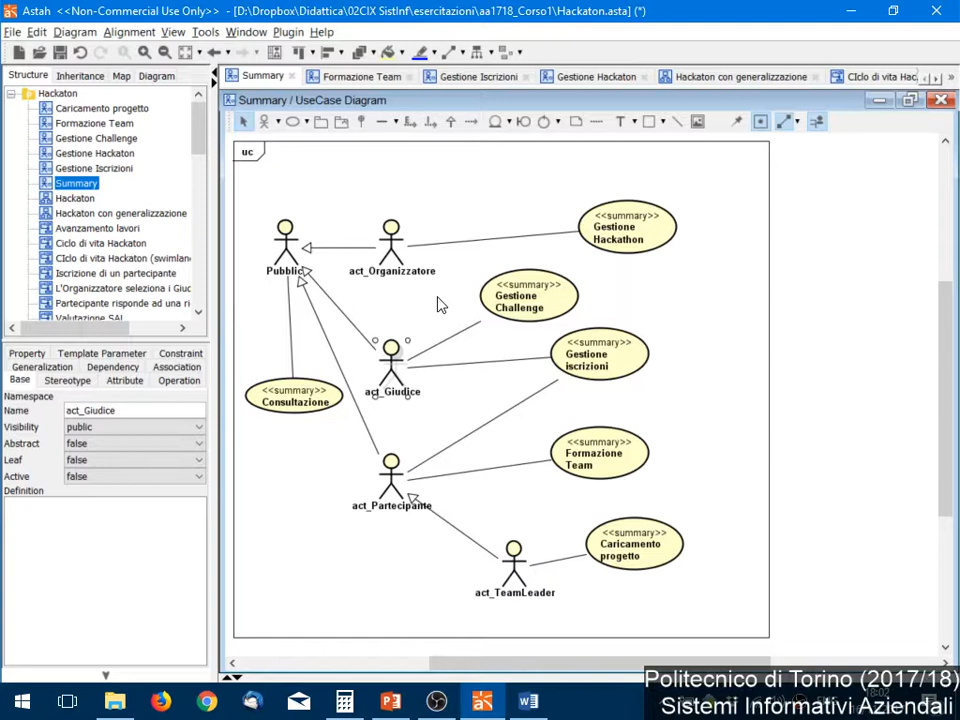 Astah <<Non-Commercial Use Only>> - [D:\Dropbox\Didattica\02CIX SistInf\esercitazioni\aa1718_Corso1\Hackaton.asta] (*)
File Edit Diagram Alignment View Tools Window Plugin Help
Structure Inheritance Map Diagram
Summary
Formazione Team
Gestione Iscrizioni
Gestione Hackaton
Hackaton con generalizzazione
CIclo di vita Hac
Hackaton
Caricamento progetto
Formazione Team
Gestione Challenge
Gestione Hackaton
Gestione Iscrizioni
Summary
Hackaton
Hackaton con generalizzazione
Avanzamento lavori
Ciclo di vita Hackaton
CIclo di vita Hackaton (swimlane
Iscrizione di un partecipante
L'Organizzatore seleziona i Giu
Partecipante risponde ad una ri
Valutazione SAL
Property Template Parameter Constraint
Generalization Dependency Association
Base Stereotype Attribute Operation
Namespace
Name act_Giudice
Visibility public
Abstract false
Leaf false
Active false
Definition
Summary / UseCase Diagram
uc
<<summary>>
Gestione
Hackathon
Pubblic
act_Organizzatore
<<summary>>
Gestione
Challenge
<<summary>>
Gestione
iscrizioni
act_Giudice
<<summary>>
Consultazione
<<summary>>
Formazione
Team
act_Partecipante
<<summary>>
Caricamento
progetto
act_TeamLeader
Politecnico di Torino (2017/18)
18:02
Sistemi Informativi Aziendali